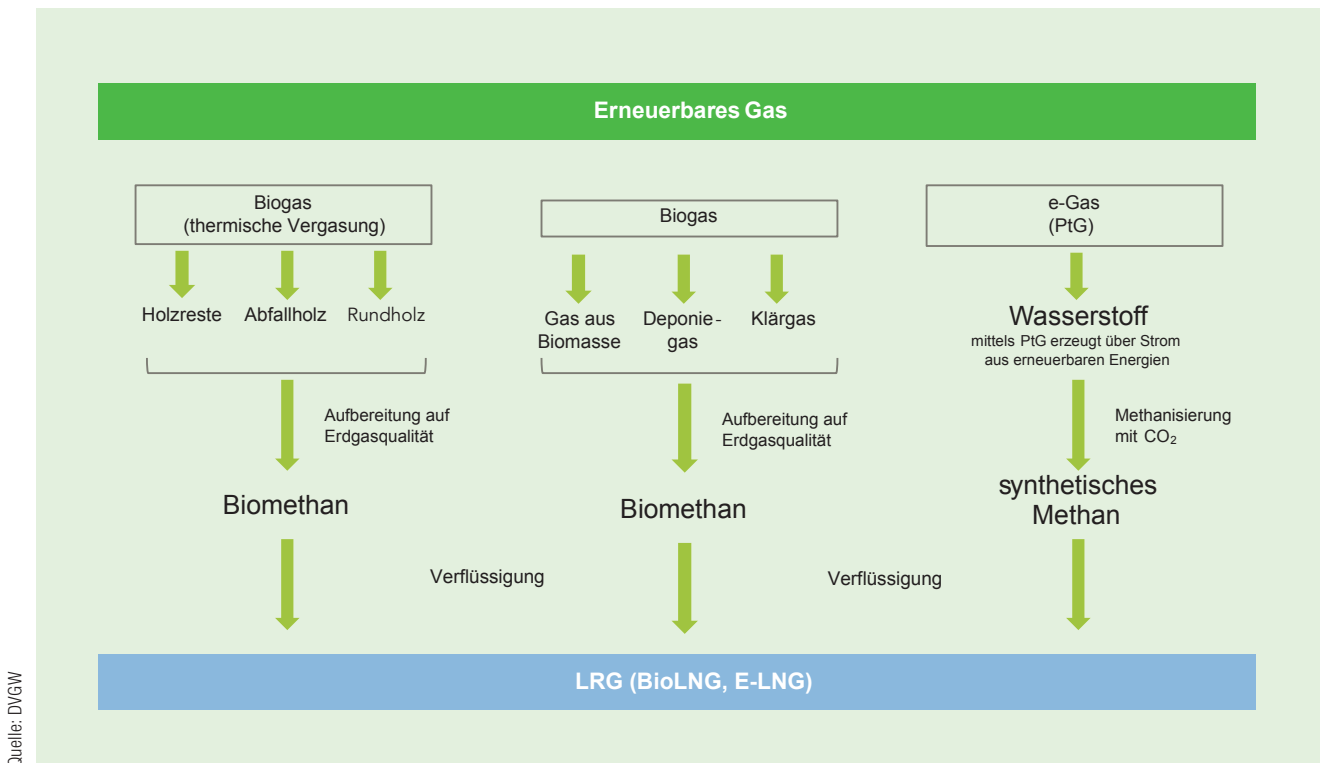 Erneuerbares Gas
Biogas
(thermische Vergasung)
Holzreste
Abfallholz
Rundholz
Aufbereitung auf
Erdgasqualität
Biomethan
Biogas
Gas aus
Biomasse
Deponie-
gas
Klärgas
Aufbereitung auf
Erdgasqualität
Biomethan
e-Gas
(PtG)
Wasserstoff
mittels PtG erzeugt über Strom
aus erneuerbaren Energien
Methanisierung
mit CO₂
synthetisches
Methan
Verflüssigung
Verflüssigung
LRG (BioLNG, E-LNG)
Quelle: DVGW